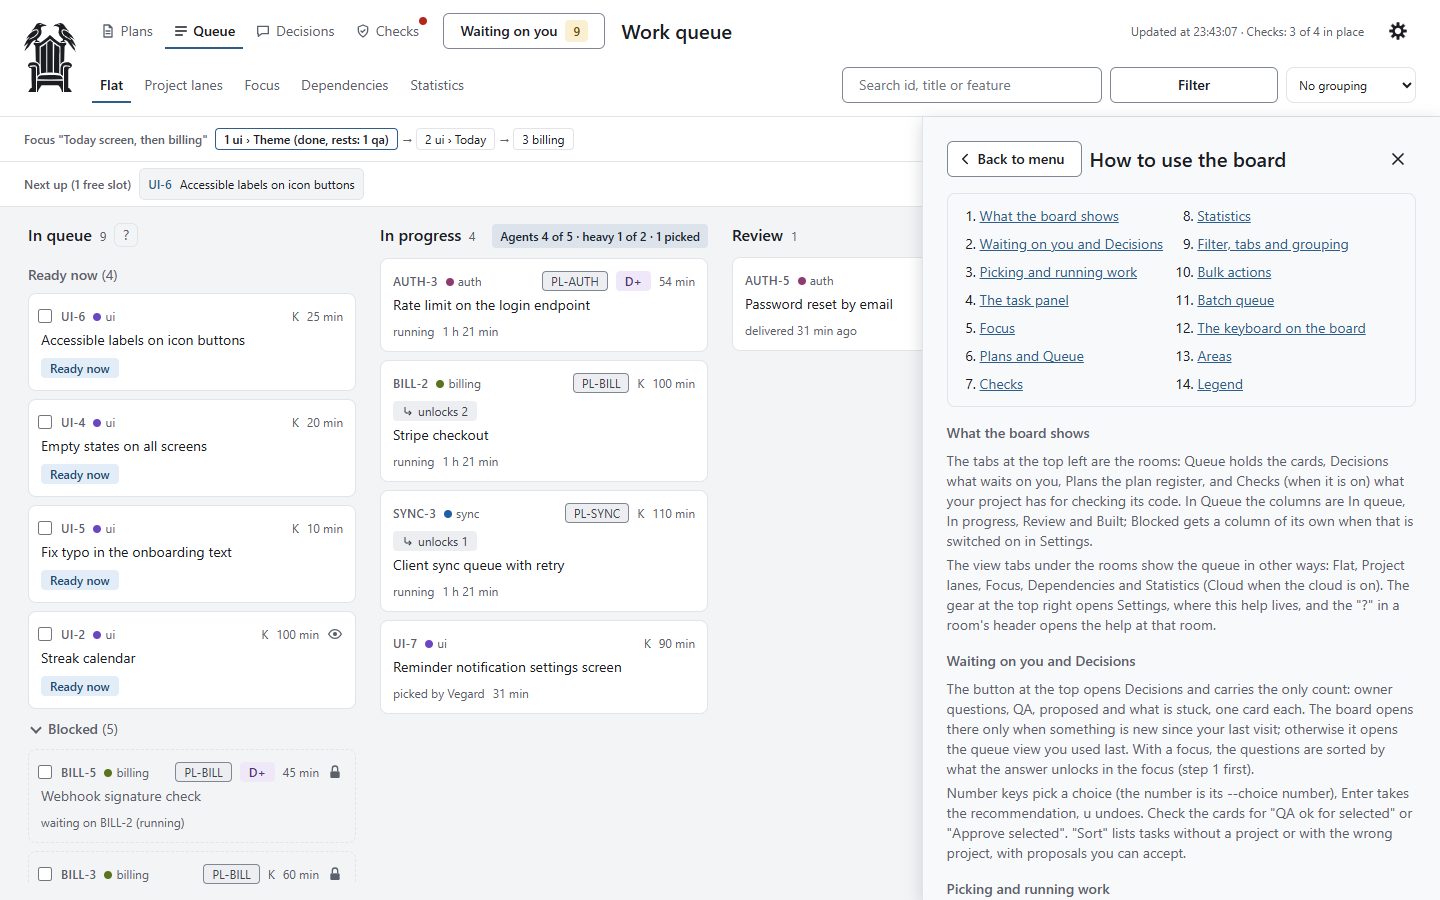 Plans
Queue
Decisions
Checks
Waiting on you 9
Work queue
Updated at 23:43:07 · Checks: 3 of 4 in place
Flat
Project lanes
Focus
Dependencies
Statistics
Search id, title or feature
Filter
No grouping
Focus "Today screen, then billing" 1 ui › Theme (done, rests: 1 qa) → 2 ui › Today → 3 billing
Next up (1 free slot) UI-6 Accessible labels on icon buttons
In queue 9 ?
Ready now (4)
UI-6 ui K 25 min
Accessible labels on icon buttons
Ready now
UI-4 ui K 20 min
Empty states on all screens
Ready now
UI-5 ui K 10 min
Fix typo in the onboarding text
Ready now
UI-2 ui K 100 min
Streak calendar
Ready now
Blocked (5)
BILL-5 billing PL-BILL D+ 45 min
Webhook signature check
waiting on BILL-2 (running)
BILL-3 billing PL-BILL K 60 min
In progress 4 Agents 4 of 5 · heavy 1 of 2 · 1 picked
AUTH-3 auth PL-AUTH D+ 54 min
Rate limit on the login endpoint
running 1 h 21 min
BILL-2 billing PL-BILL K 100 min
↳ unlocks 2
Stripe checkout
running 1 h 21 min
SYNC-3 sync PL-SYNC K 110 min
↳ unlocks 1
Client sync queue with retry
running 1 h 21 min
UI-7 ui K 90 min
Reminder notification settings screen
picked by Vegard 31 min
Review 1
AUTH-5 auth
Password reset by email
delivered 31 min ago
Back to menu
How to use the board
1. What the board shows
2. Waiting on you and Decisions
3. Picking and running work
4. The task panel
5. Focus
6. Plans and Queue
7. Checks
8. Statistics
9. Filter, tabs and grouping
10. Bulk actions
11. Batch queue
12. The keyboard on the board
13. Areas
14. Legend
What the board shows
The tabs at the top left are the rooms: Queue holds the cards, Decisions
what waits on you, Plans the plan register, and Checks (when it is on) what
your project has for checking its code. In Queue the columns are In queue,
In progress, Review and Built; Blocked gets a column of its own when that is
switched on in Settings.
The view tabs under the rooms show the queue in other ways: Flat, Project
lanes, Focus, Dependencies and Statistics (Cloud when the cloud is on). The
gear at the top right opens Settings, where this help lives, and the "?" in a
room's header opens the help at that room.
Waiting on you and Decisions
The button at the top opens Decisions and carries the only count: owner
questions, QA, proposed and what is stuck, one card each. The board opens
there only when something is new since your last visit; otherwise it opens
the queue view you used last. With a focus, the questions are sorted by
what the answer unlocks in the focus (step 1 first).
Number keys pick a choice (the number is its --choice number), Enter takes
the recommendation, u undoes. Check the cards for "QA ok for selected" or
"Approve selected". "Sort" lists tasks without a project or with the wrong
project, with proposals you can accept.
Picking and running work